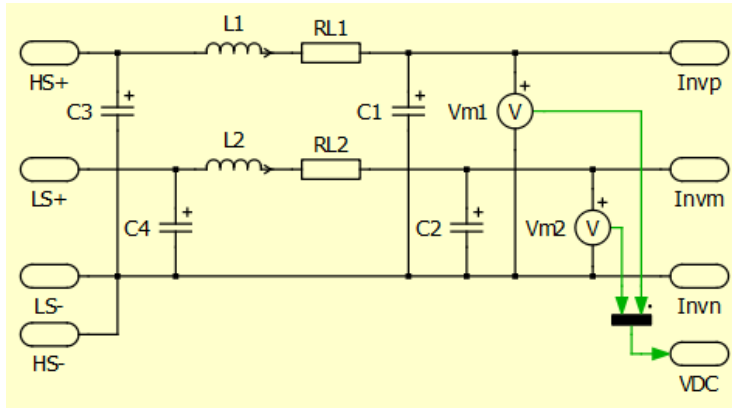 L1 RL1
HS+ Invp
C3 C1 Vm1 V
L2 RL2
LS+ Invm
C4 C2 Vm2 V
LS- Invn
HS-
VDC